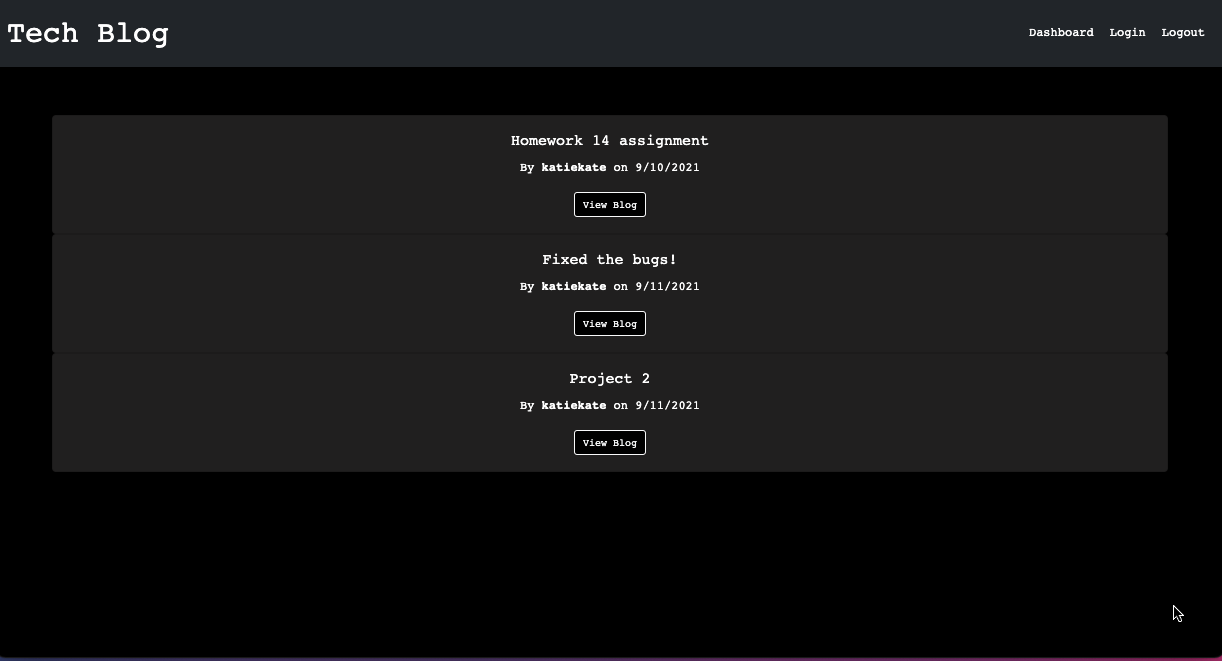 Tech Blog
Dashboard Login Logout
Homework 14 assignment
By katiekate on 9/10/2021
View Blog
Fixed the bugs!
By katiekate on 9/11/2021
View Blog
Project 2
By katiekate on 9/11/2021
View Blog